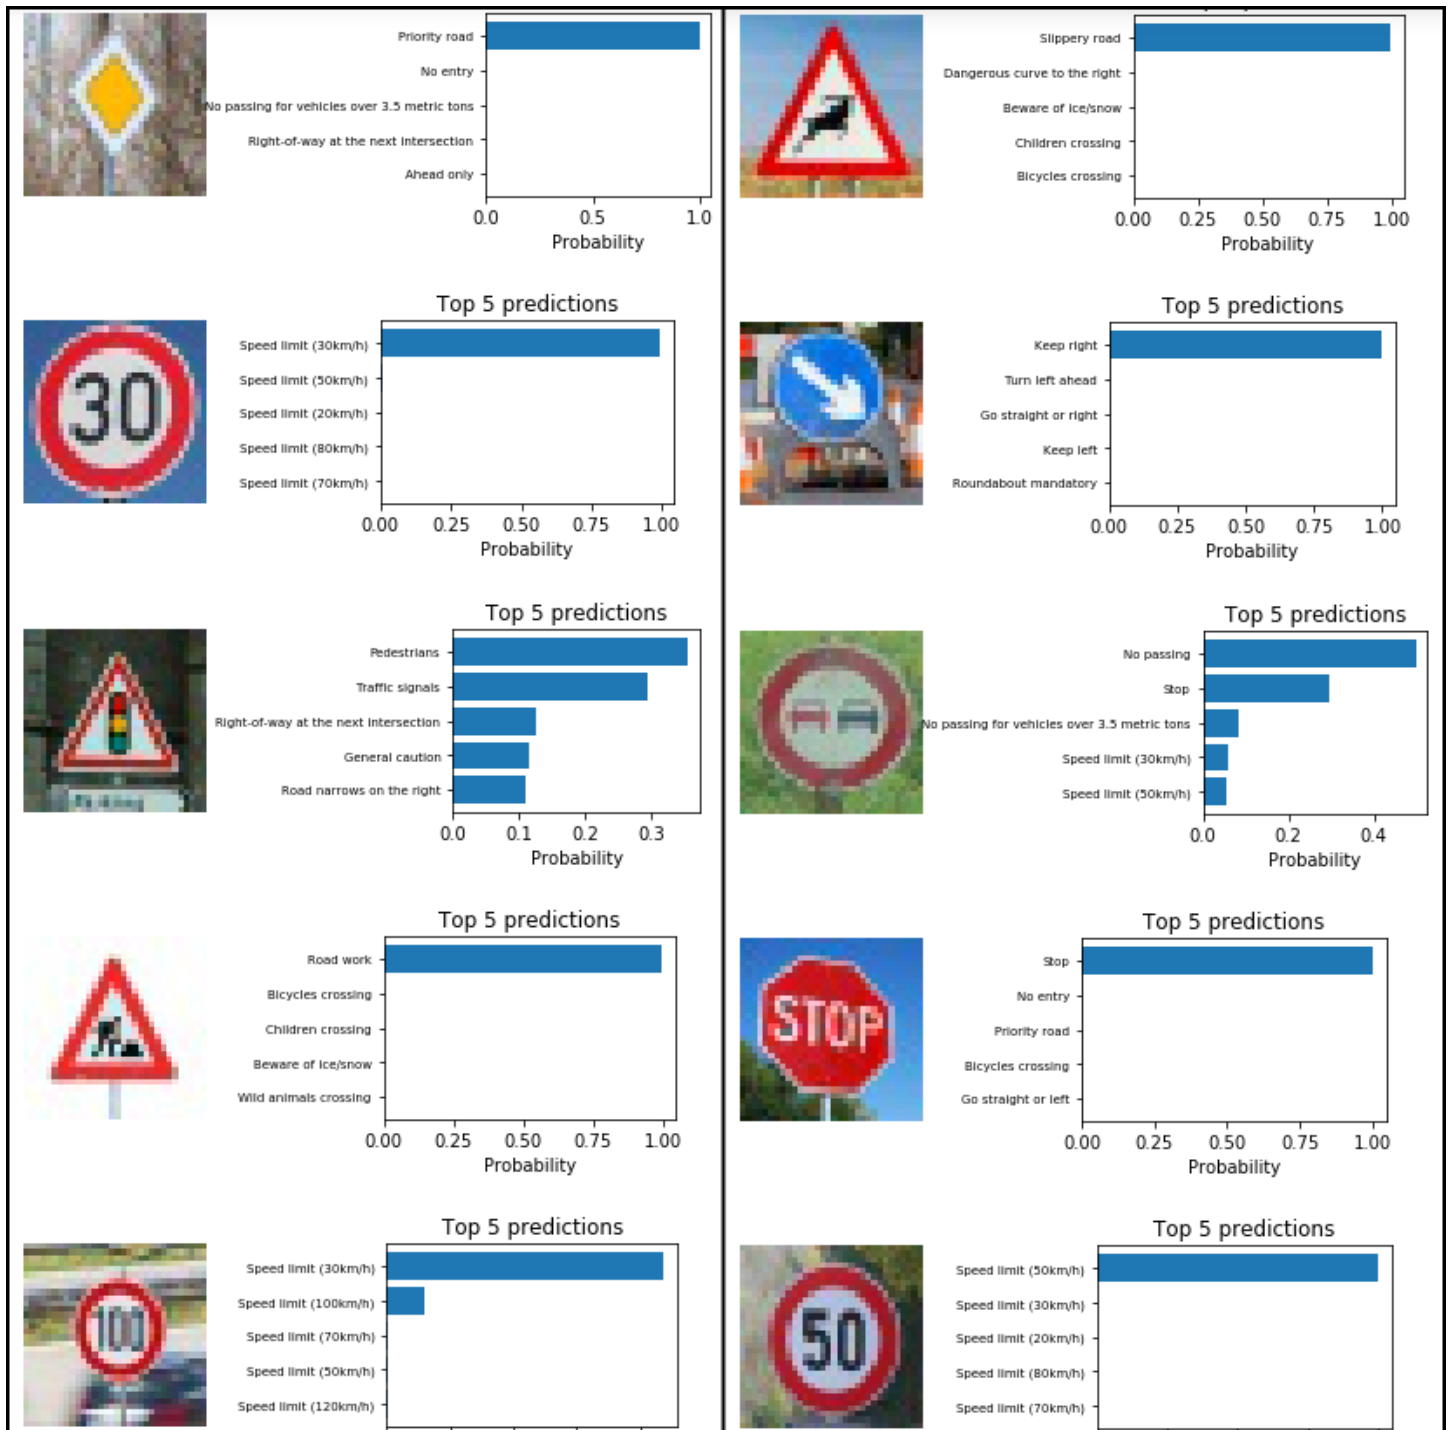 Priority road
No entry
No passing for vehicles over 3.5 metric tons
Right-of-way at the next intersection
Ahead only
0.0 0.5 1.0
Probability
Slippery road
Dangerous curve to the right
Beware of ice/snow
Children crossing
Bicycles crossing
0.00 0.25 0.50 0.75 1.00
Probability
Top 5 predictions
30
Speed limit (30km/h)
Speed limit (50km/h)
Speed limit (20km/h)
Speed limit (80km/h)
Speed limit (70km/h)
0.00 0.25 0.50 0.75 1.00
Probability
Top 5 predictions
Keep right
Turn left ahead
Go straight or right
Keep left
Roundabout mandatory
0.00 0.25 0.50 0.75 1.00
Probability
Top 5 predictions
Pedestrians
Traffic signals
Right-of-way at the next intersection
General caution
Road narrows on the right
0.0 0.1 0.2 0.3
Probability
Top 5 predictions
No passing
Stop
No passing for vehicles over 3.5 metric tons
Speed limit (30km/h)
Speed limit (50km/h)
0.0 0.2 0.4
Probability
Top 5 predictions
Road work
Bicycles crossing
Children crossing
Beware of ice/snow
Wild animals crossing
0.00 0.25 0.50 0.75 1.00
Probability
Top 5 predictions
STOP
Stop
No entry
Priority road
Bicycles crossing
Go straight or left
0.00 0.25 0.50 0.75 1.00
Probability
Top 5 predictions
100
Speed limit (30km/h)
Speed limit (100km/h)
Speed limit (70km/h)
Speed limit (50km/h)
Speed limit (120km/h)
Top 5 predictions
50
Speed limit (50km/h)
Speed limit (30km/h)
Speed limit (20km/h)
Speed limit (80km/h)
Speed limit (70km/h)